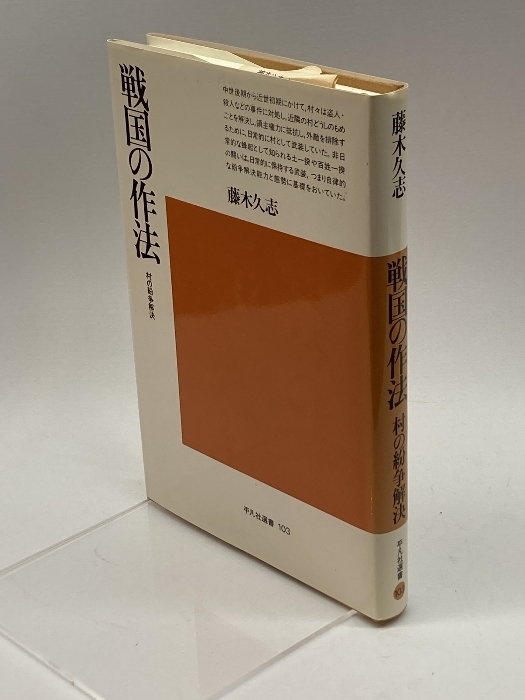 戦国の作法
村の紛争解決
中世後期から近世初期にかけて,村々は盗人・
殺人などの事件に対処し,近隣の村どうしのもめ
ごとを解決し,領主権力に抵抗し,外敵を排除す
るために,日常的に村として武装していた。非日
常的な蜂起として知られる土一揆や百姓一揆
の闘いは,日常的に保持する武装,つまり自律的
な紛争解決能力と態勢に基礎をおいていた。
藤木久志
平凡社選書 103
藤木久志
戦国の作法
村の紛争解決
平凡社選書
103